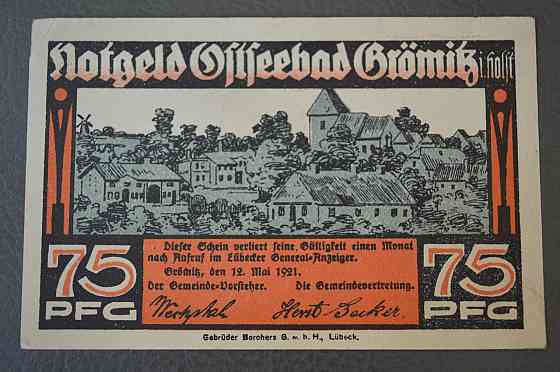 Notgeld Ostseebad Grömitz i. Holst
Dieser Schein verliert seine Gültigkeit einen Monat
nach Aufruf im Lübecker General-Anzeiger.
Grömitz, den 12. Mai 1921.
Der Gemeinde-Vorsteher. Die Gemeindevertretung.
75 PFG
75 PFG
Gebrüder Borchers G. m. b. H., Lübeck.